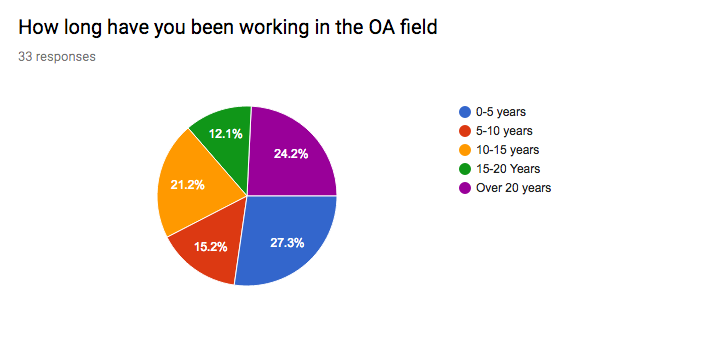 How long have you been working in the OA field
33 responses
12.1%
24.2%
21.2%
15.2%
27.3%
0-5 years
5-10 years
10-15 years
15-20 Years
Over 20 years